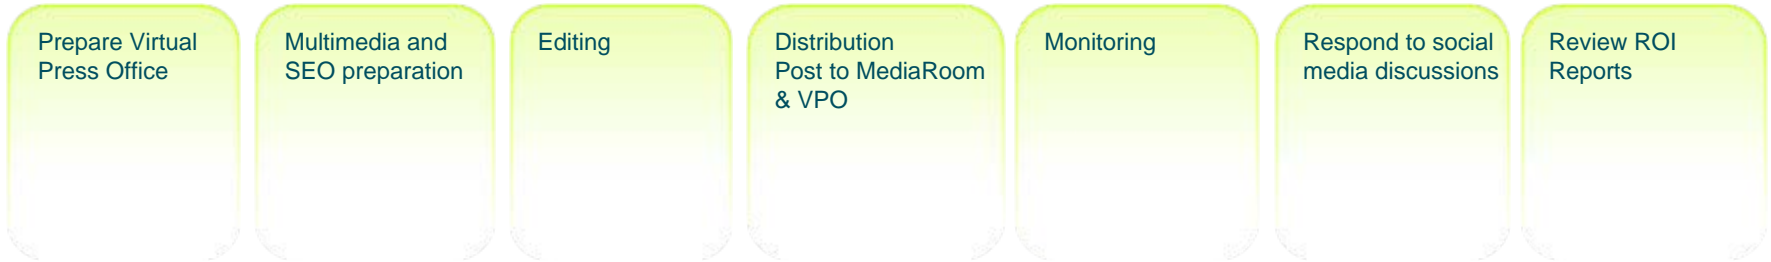 Prepare Virtual
Press Office
Multimedia and
SEO preparation
Editing
Distribution
Post to MediaRoom
& VPO
Monitoring
Respond to social
media discussions
Review ROI
Reports